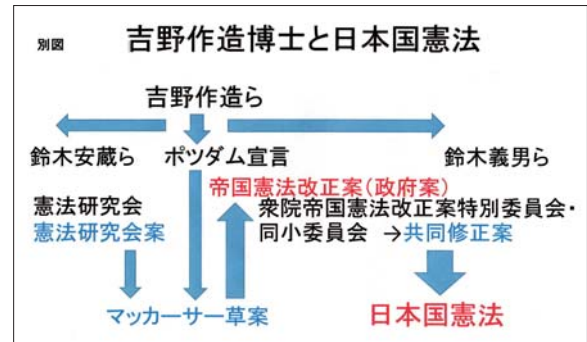 別図
吉野作造博士と日本国憲法
吉野作造ら
鈴木安蔵ら
ポツダム宣言
鈴木義男ら
帝国憲法改正案(政府案)
憲法研究会
憲法研究会案
衆院帝国憲法改正案特別委員会・
同小委員会 →共同修正案
マッカーサー草案
日本国憲法